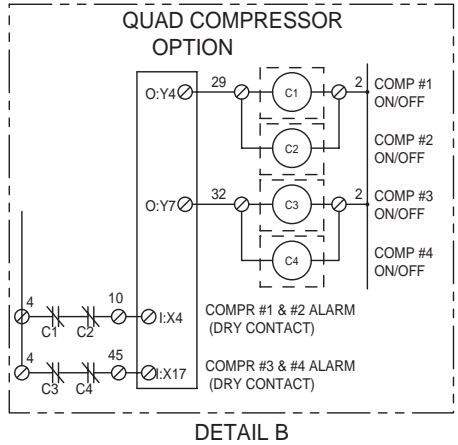 QUAD COMPRESSOR
OPTION
O:Y4
29
C1
2
COMP #1
ON/OFF
C2
COMP #2
ON/OFF
O:Y7
32
C3
2
COMP #3
ON/OFF
C4
COMP #4
ON/OFF
4
C1
C2
10
I:X4
COMPR #1 & #2 ALARM
(DRY CONTACT)
4
C3
C4
45
I:X17
COMPR #3 & #4 ALARM
(DRY CONTACT)
DETAIL B